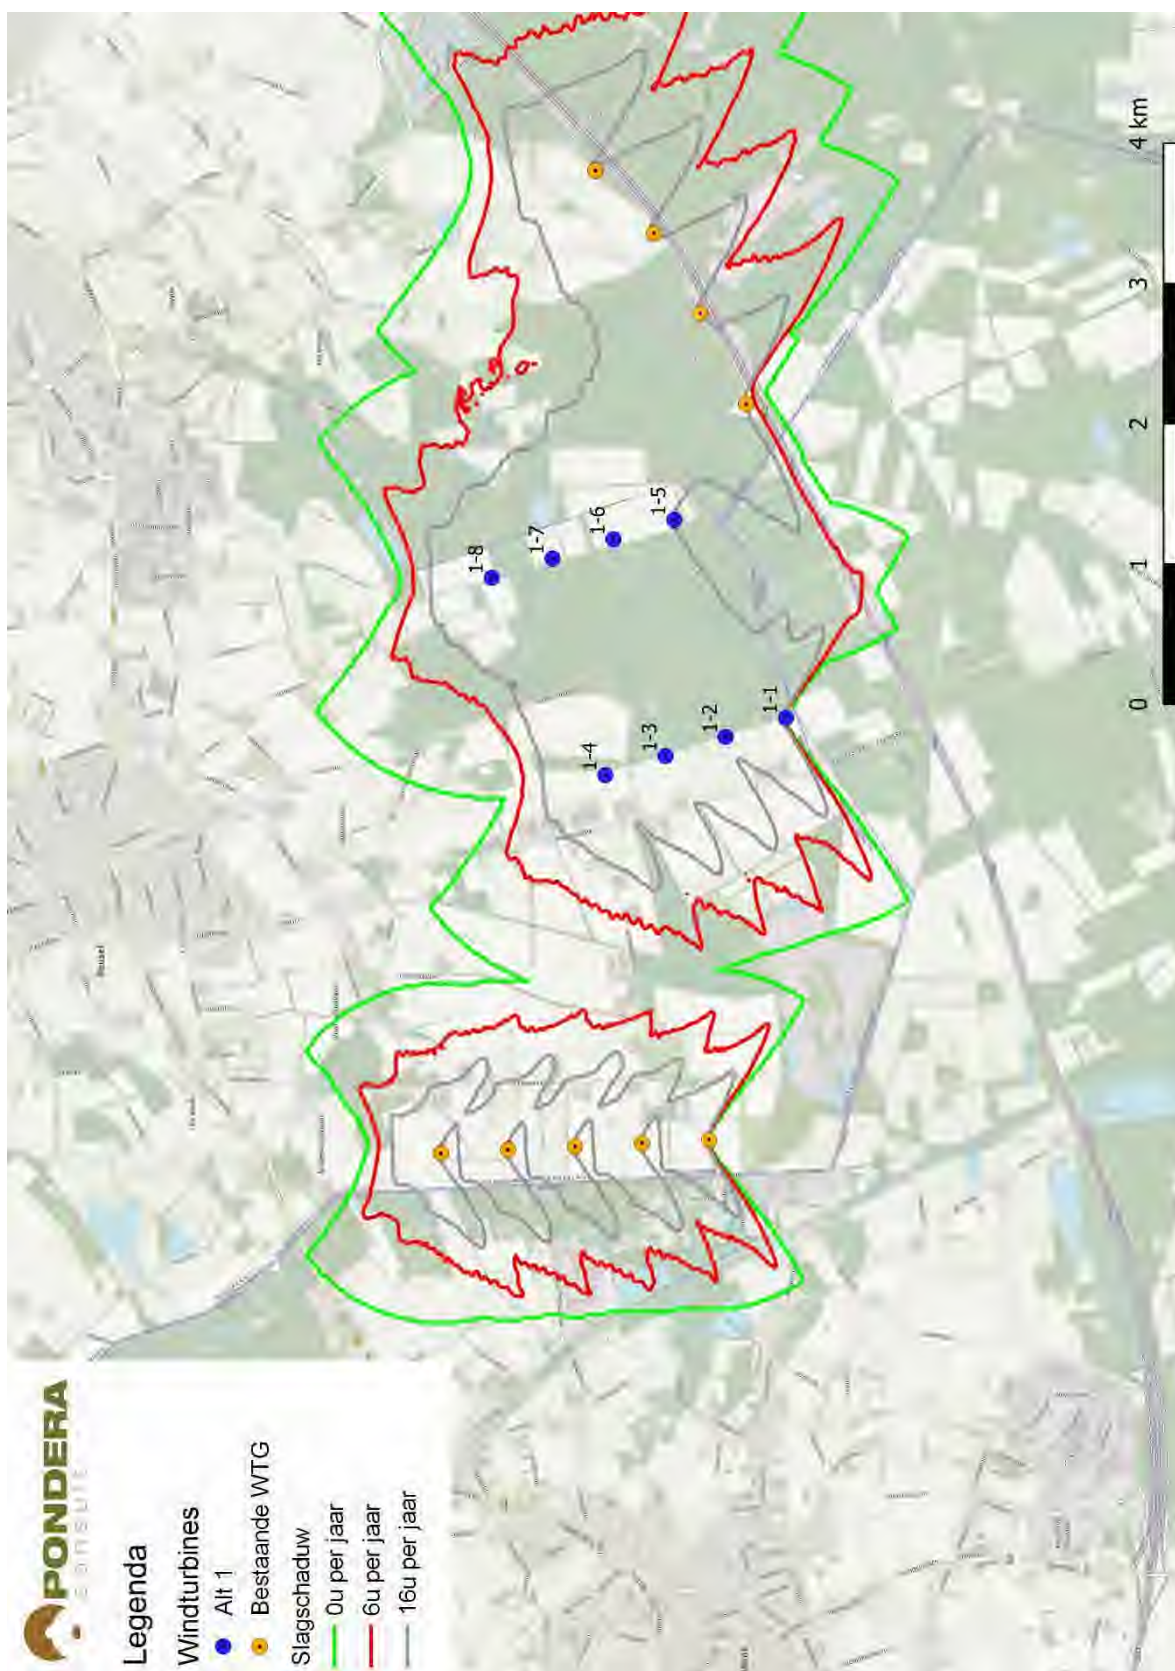 PONDERA
consult
Legenda
Windturbines
Alt 1
Bestaande WTG
Slagschaduw
0u per jaar
6u per jaar
16u per jaar
Reusel
1-8
1-7
1-6
1-5
1-4
1-3
1-2
1-1
0 1 2 3 4 km